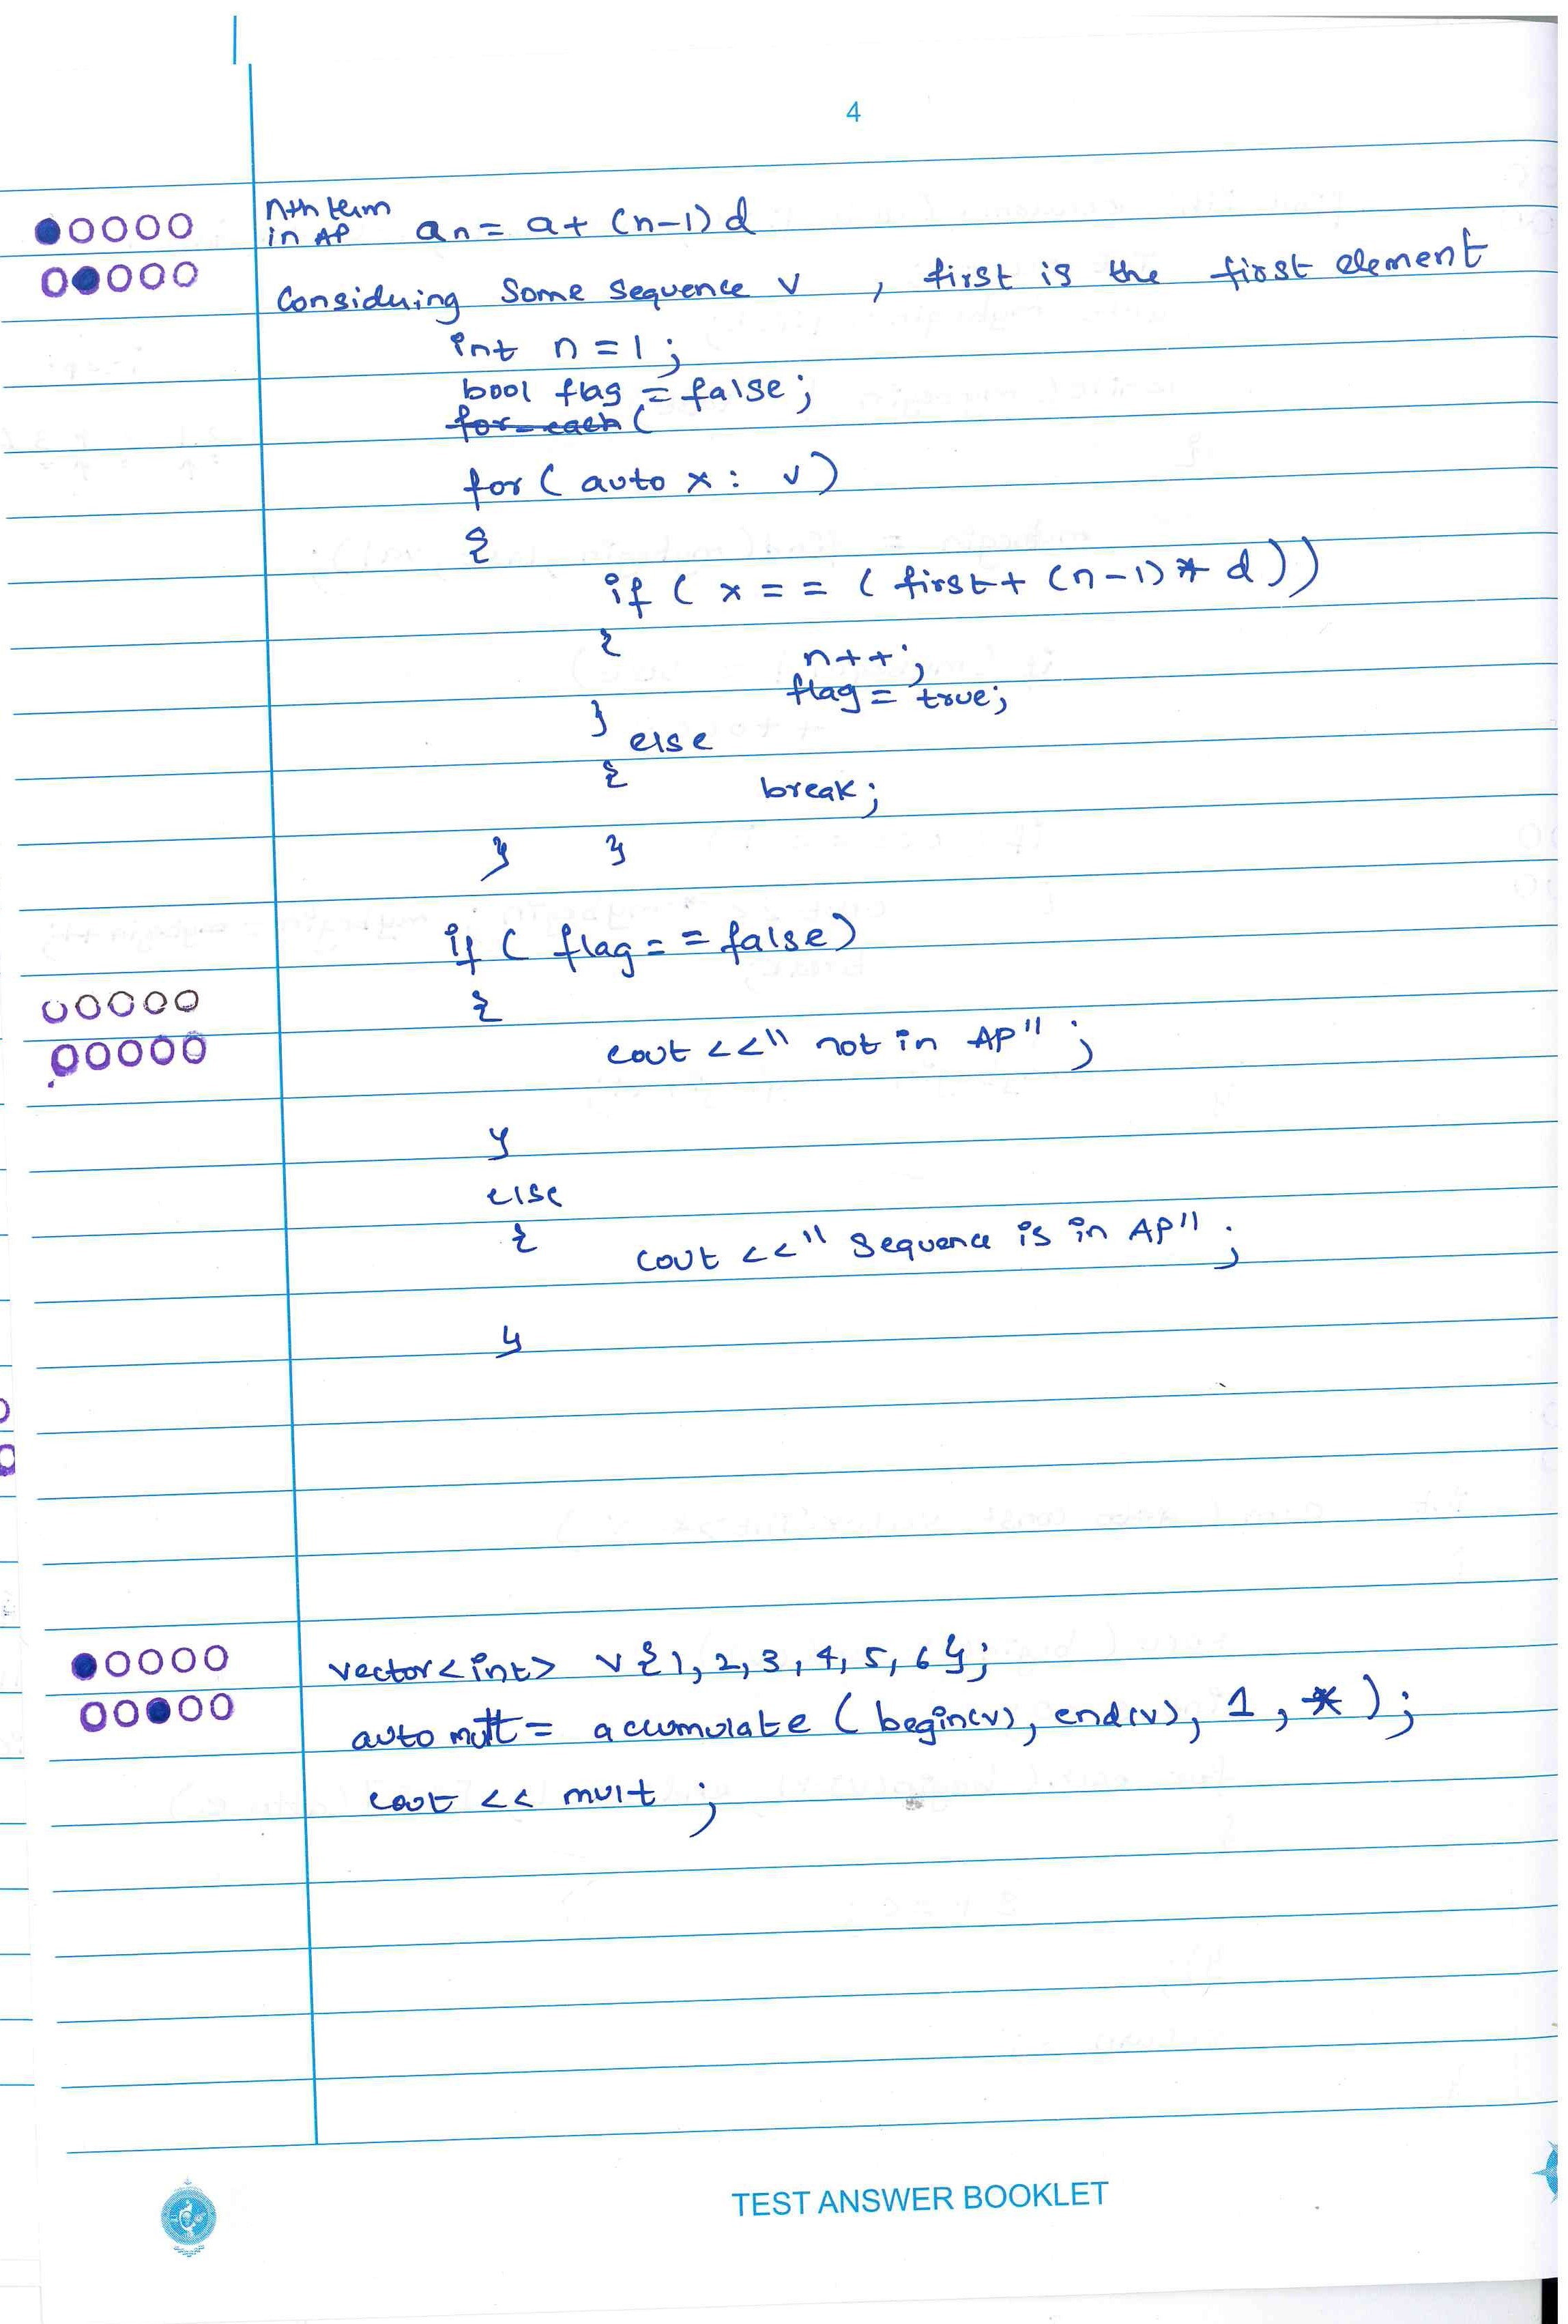 4
nth term
in AP an = a + (n-1) d
Considuing some sequence v , first is the first element
int n = 1 ;
bool flag = false;
for-each (
for ( auto x : v )
{
if ( x == ( first + (n-1) * d ) )
{
n++ ;
flag = true;
}
else
{
break ;
} }
if ( flag == false )
{
cout << " not in AP" ;
}
else
{
cout << " sequence is in AP" ;
}
vector<int> v {1, 2, 3, 4, 5, 6};
auto mult = accumulate ( begin(v), end(v), 1 , * ) ;
cout << mult ;
TEST ANSWER BOOKLET